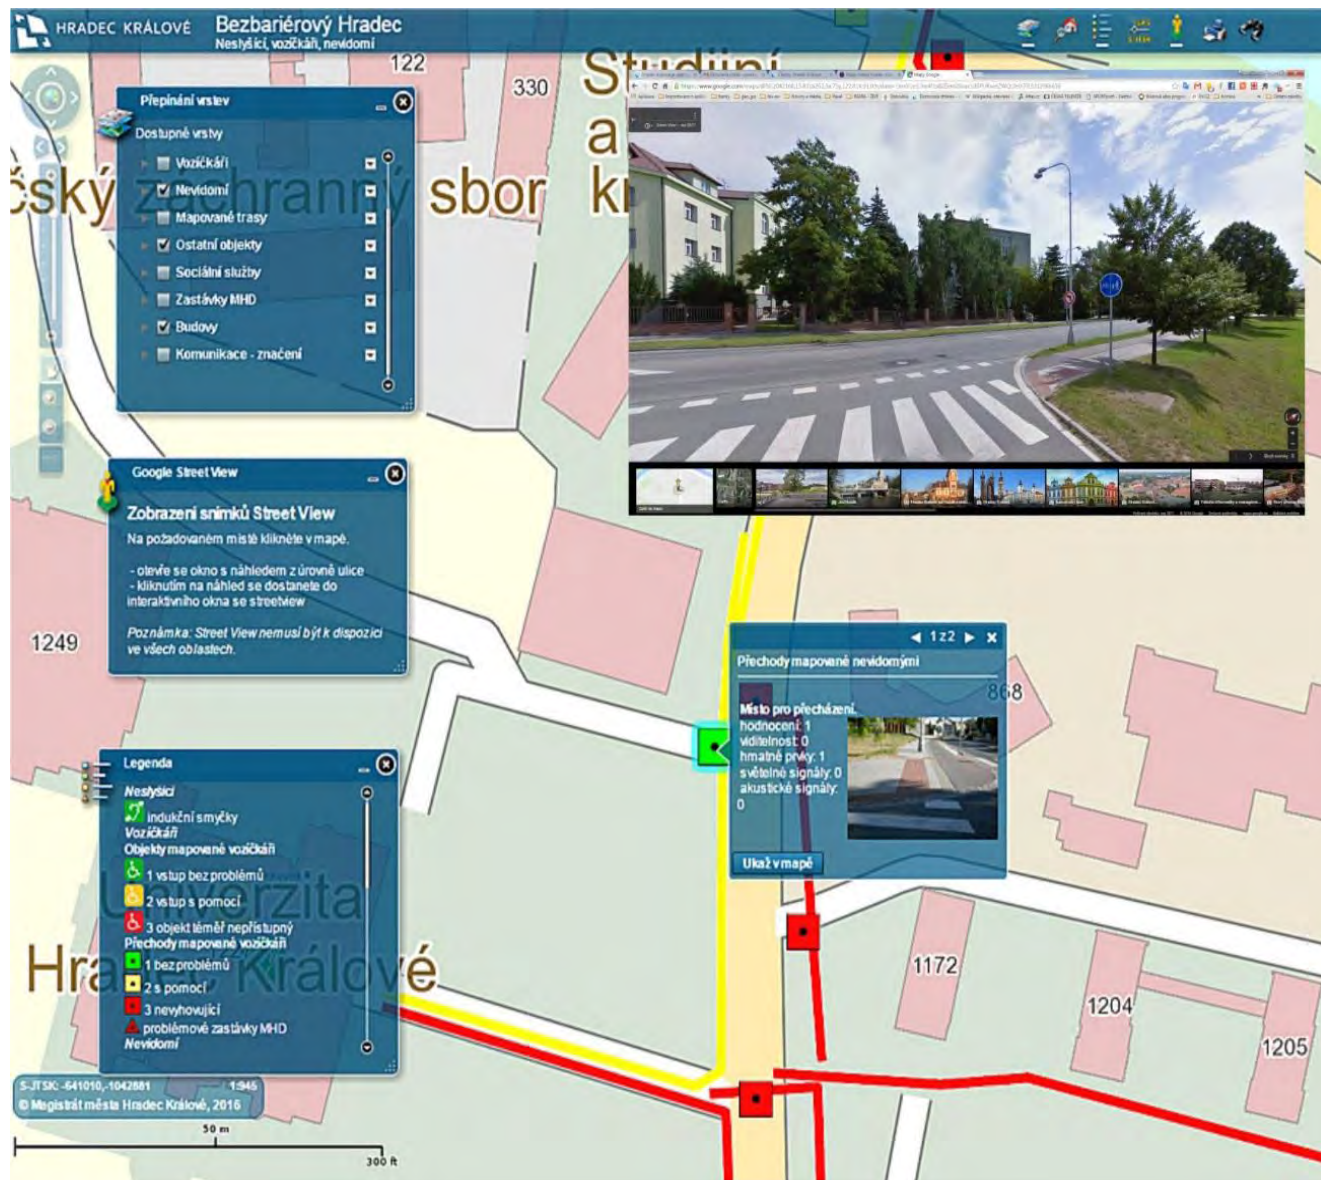 HRADEC KRÁLOVÉ
Bezbariérový Hradec
Neslyšící, vozíčkáři, nevidomí
122
330
Studijní
a
sbor
Přepínání vrstev
Dostupné vrstvy
Vozíčkáři
Nevidomí
Mapované trasy
Ostatní objekty
Sociální služby
Zastávky MHD
Budovy
Komunikace - značení
záchranný
Google Street View
Zobrazení snímků Street View
Na požadovaném místě klikněte v mapě.
- otevře se okno s náhledem z úrovně ulice
- kliknutím na náhled se dostanete do
interaktivního okna se streetview
Poznámka: Street View nemusí být k dispozici
ve všech oblastech.
1249
1 z 2
Přechody mapované nevidomými
868
Místo pro přecházení.
hodnocení: 1
viditelnost: 0
hmatné prvky: 1
světelné signály: 0
akustické signály:
0
Ukaž v mapě
Legenda
Neslyšící
indukční smyčky
Vozíčkáři
Objekty mapované vozíčkáři
1 vstup bez problémů
2 vstup s pomocí
3 objekt téměř nepřístupný
Přechody mapované vozíčkáři
1 bez problémů
2 s pomocí
3 nevyhovující
problémové zastávky MHD
Nevidomí
Univerzita
Hradec Králové
1172
1204
1205
S-JTSK: -641010,-1042881 1:945
© Magistrát města Hradec Králové, 2016
50 m
300 ft